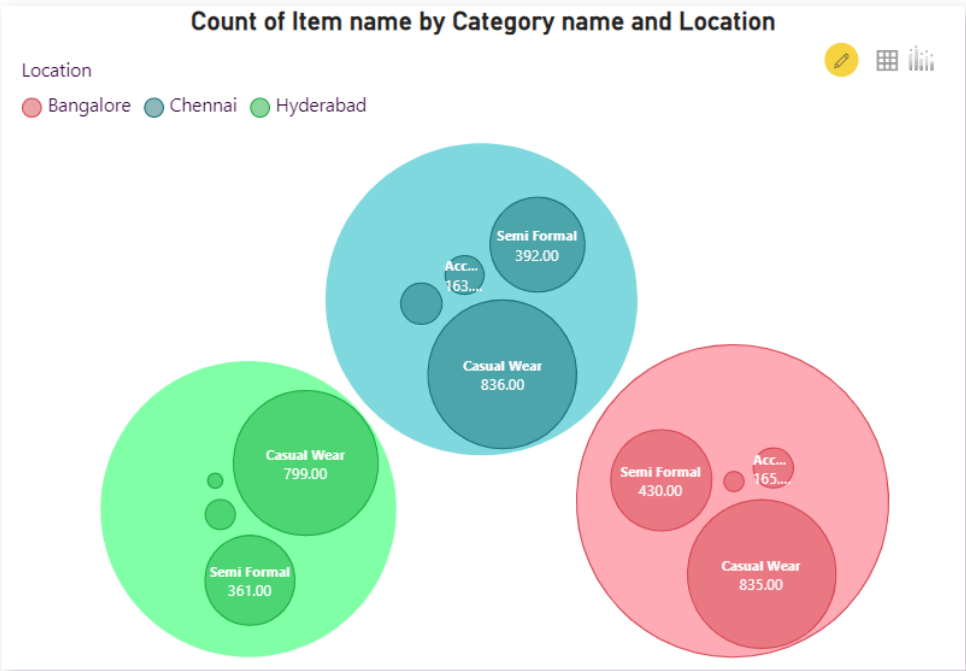 Count of Item name by Category name and Location
Location
Bangalore
Chennai
Hyderabad
Semi Formal
392.00
Acc...
163....
Casual Wear
836.00
Casual Wear
799.00
Semi Formal
361.00
Semi Formal
430.00
Acc...
165....
Casual Wear
835.00